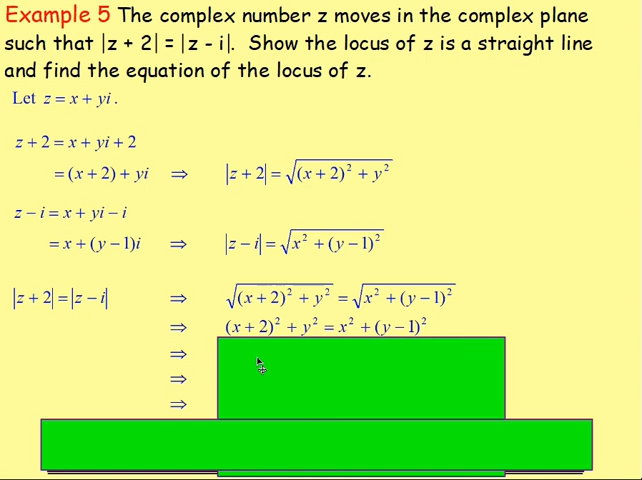 Example 5 The complex number z moves in the complex plane
such that |z + 2| = |z - i|. Show the locus of z is a straight line
and find the equation of the locus of z.
Let z = x + yi.
z + 2 = x + yi + 2
= (x + 2) + yi ⇒ |z + 2| = √((x + 2)² + y²)
z − i = x + yi − i
= x + (y − 1)i ⇒ |z − i| = √(x² + (y − 1)²)
|z + 2| = |z − i| ⇒ √((x + 2)² + y²) = √(x² + (y − 1)²)
⇒ (x + 2)² + y² = x² + (y − 1)²
⇒
⇒
⇒